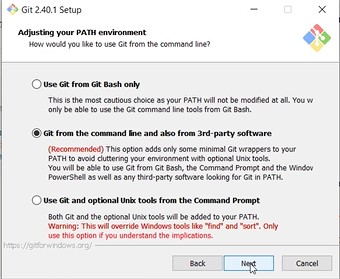 Git 2.40.1 Setup
Adjusting your PATH environment
How would you like to use Git from the command line?
Use Git from Git Bash only
This is the most cautious choice as your PATH will not be modified at all. You w
only be able to use the Git command line tools from Git Bash.
Git from the command line and also from 3rd-party software
(Recommended) This option adds only some minimal Git wrappers to your
PATH to avoid cluttering your environment with optional Unix tools.
You will be able to use Git from Git Bash, the Command Prompt and the Window
PowerShell as well as any third-party software looking for Git in PATH.
Use Git and optional Unix tools from the Command Prompt
Both Git and the optional Unix tools will be added to your PATH.
Warning: This will override Windows tools like "find" and "sort". Only
use this option if you understand the implications.
https://gitforwindows.org/
Back
Next
Cancel